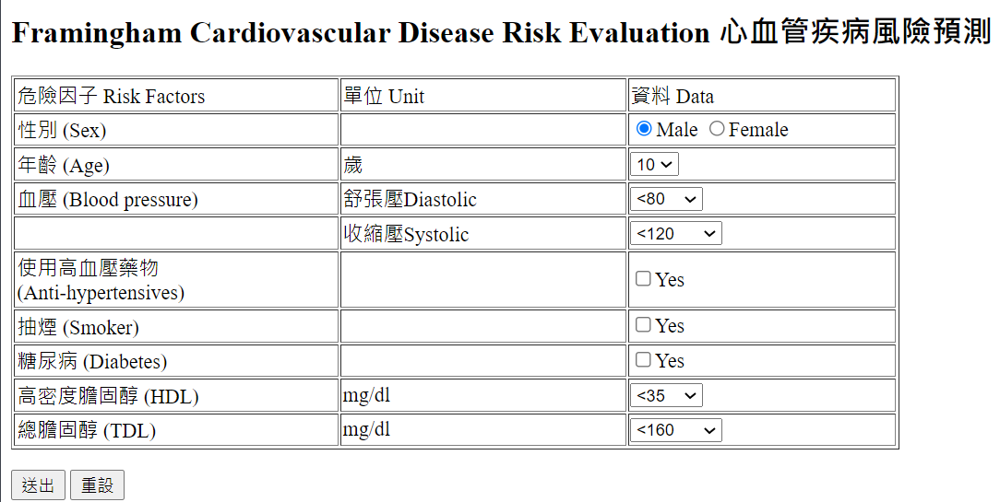 Framingham Cardiovascular Disease Risk Evaluation 心血管疾病風險預測
危險因子 Risk Factors 單位 Unit 資料 Data
性別 (Sex) Male Female
年齡 (Age) 歲 10
血壓 (Blood pressure) 舒張壓Diastolic <80
收縮壓Systolic <120
使用高血壓藥物
(Anti-hypertensives) Yes
抽煙 (Smoker) Yes
糖尿病 (Diabetes) Yes
高密度膽固醇 (HDL) mg/dl <35
總膽固醇 (TDL) mg/dl <160
送出 重設